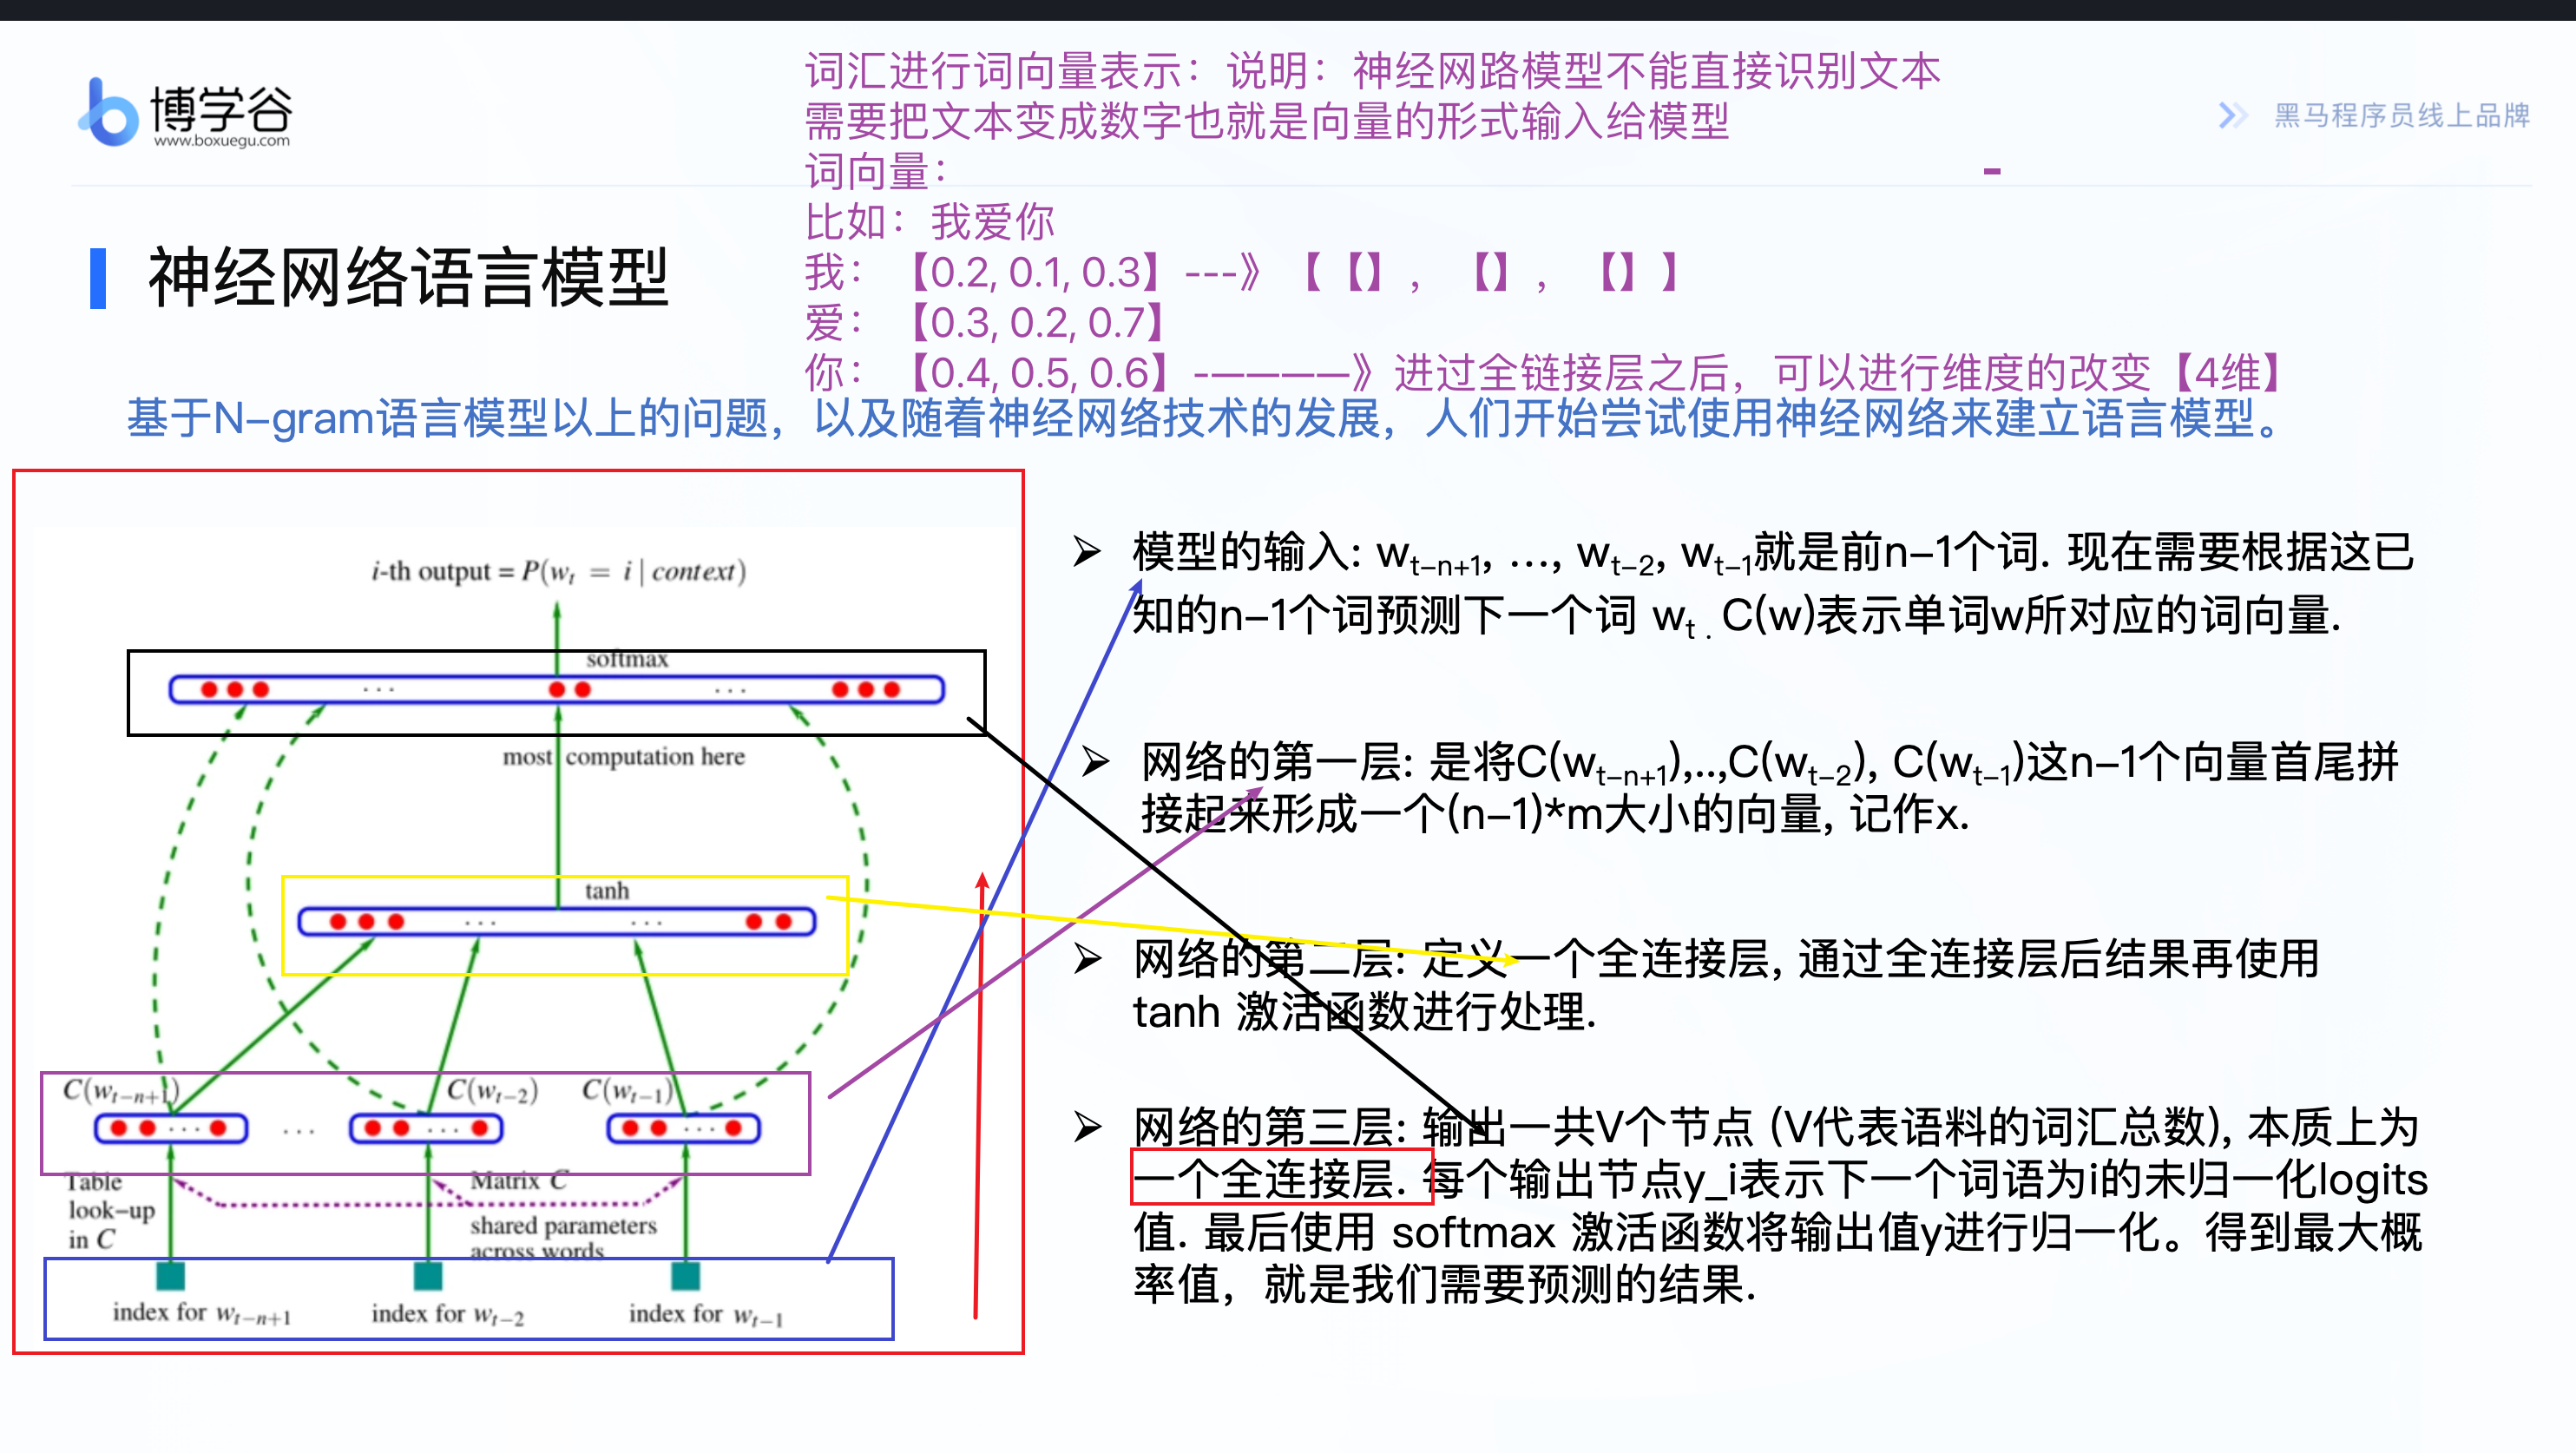 博学谷
www.boxuegu.com
黑马程序员线上品牌
词汇进行词向量表示：说明：神经网路模型不能直接识别文本
需要把文本变成数字也就是向量的形式输入给模型
词向量：
比如：我爱你
我：【0.2, 0.1, 0.3】---》【【】，【】，【】】
爱：【0.3, 0.2, 0.7】
你：【0.4, 0.5, 0.6】-————》进过全链接层之后，可以进行维度的改变【4维】
神经网络语言模型
基于N-gram语言模型以上的问题，以及随着神经网络技术的发展，人们开始尝试使用神经网络来建立语言模型。
i-th output = P(w_t = i | context)
softmax
most computation here
tanh
C(w_{t-n+1}) C(w_{t-2}) C(w_{t-1})
Table
look-up
in C
Matrix C
shared parameters
across words
index for w_{t-n+1} index for w_{t-2} index for w_{t-1}
➢ 模型的输入: w_{t-n+1}, …, w_{t-2}, w_{t-1}就是前n-1个词. 现在需要根据这已
知的n-1个词预测下一个词 w_t. C(w)表示单词w所对应的词向量.
➢ 网络的第一层: 是将C(w_{t-n+1}),..,C(w_{t-2}), C(w_{t-1})这n-1个向量首尾拼
接起来形成一个(n-1)*m大小的向量, 记作x.
➢ 网络的第二层: 定义一个全连接层, 通过全连接层后结果再使用
tanh 激活函数进行处理.
➢ 网络的第三层: 输出一共V个节点 (V代表语料的词汇总数), 本质上为
一个全连接层. 每个输出节点y_i表示下一个词语为i的未归一化logits
值. 最后使用 softmax 激活函数将输出值y进行归一化。得到最大概
率值，就是我们需要预测的结果.